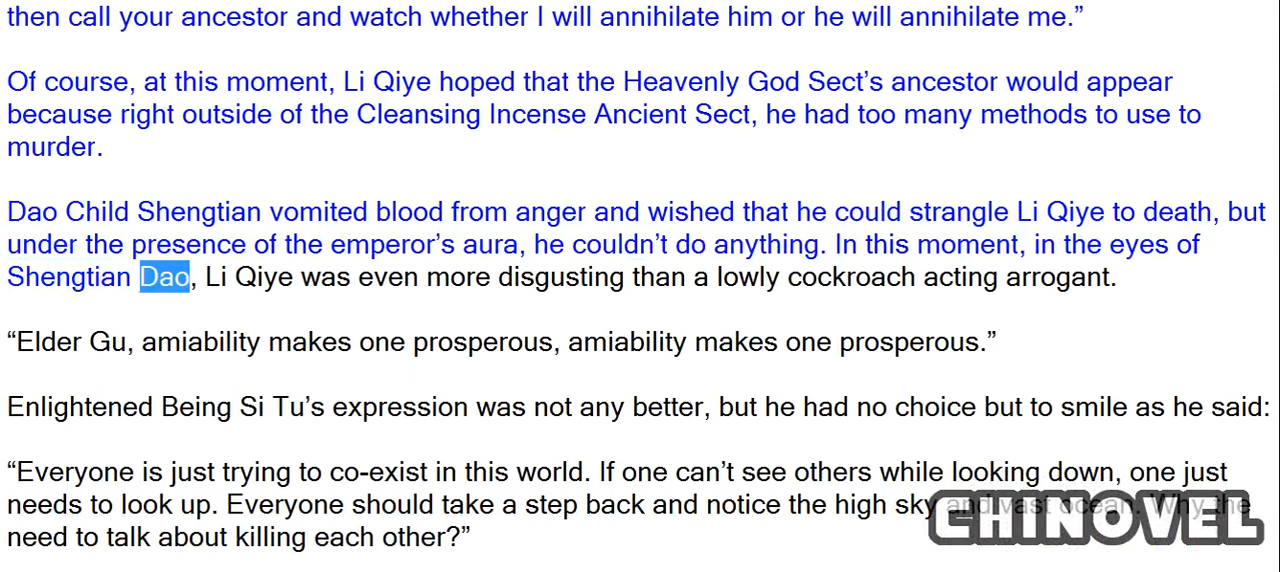 then call your ancestor and watch whether I will annihilate him or he will annihilate me.”
Of course, at this moment, Li Qiye hoped that the Heavenly God Sect’s ancestor would appear
because right outside of the Cleansing Incense Ancient Sect, he had too many methods to use to
murder.
Dao Child Shengtian vomited blood from anger and wished that he could strangle Li Qiye to death, but
under the presence of the emperor’s aura, he couldn’t do anything. In this moment, in the eyes of
Shengtian Dao, Li Qiye was even more disgusting than a lowly cockroach acting arrogant.
“Elder Gu, amiability makes one prosperous, amiability makes one prosperous.”
Enlightened Being Si Tu’s expression was not any better, but he had no choice but to smile as he said:
“Everyone is just trying to co-exist in this world. If one can’t see others while looking down, one just
needs to look up. Everyone should take a step back and notice the high sky and vast ocean. Why the
need to talk about killing each other?”
CHINOVEL